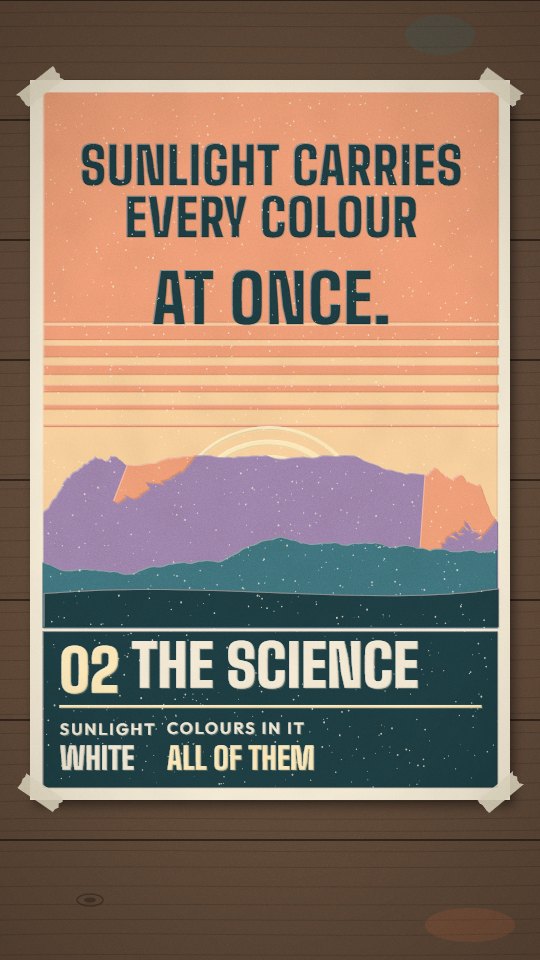 SUNLIGHT CARRIES
EVERY COLOUR
AT ONCE.
02 THE SCIENCE
SUNLIGHT COLOURS IN IT
WHITE ALL OF THEM